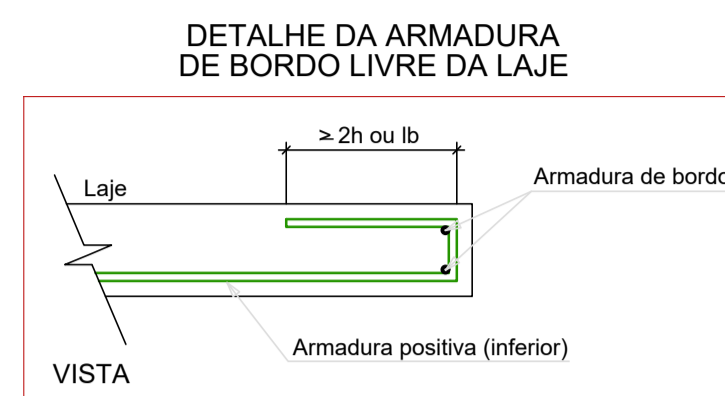 DETALHE DA ARMADURA
DE BORDO LIVRE DA LAJE
≥ 2h ou lb
Laje
Armadura de bordo
Armadura positiva (inferior)
VISTA